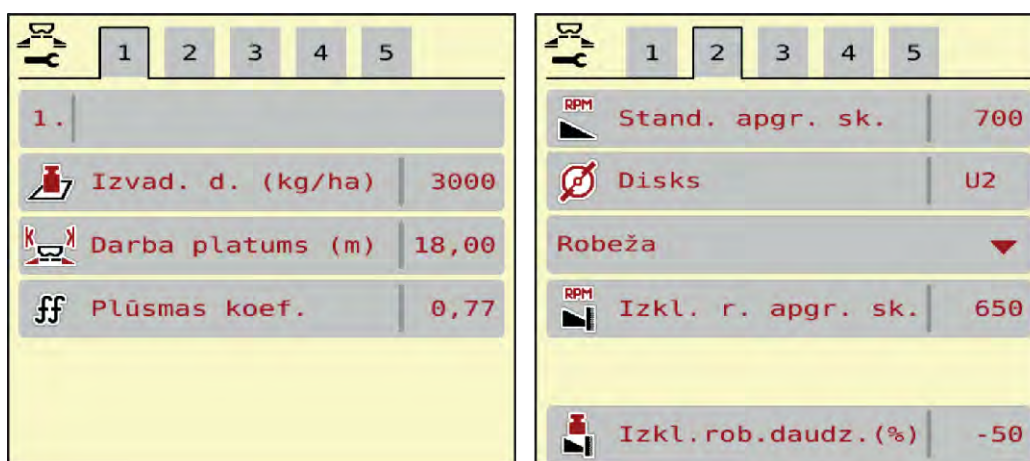 1 2 3 4 5
1.
Izvad. d. (kg/ha) 3000
K K Darba platums (m) 18,00
ff Plūsmas koef. 0,77
1 2 3 4 5
RPM Stand. apgr. sk. 700
Disks U2
Robeža
RPM Izkl. r. apgr. sk. 650
Izkl.rob.daudz.(%) -50